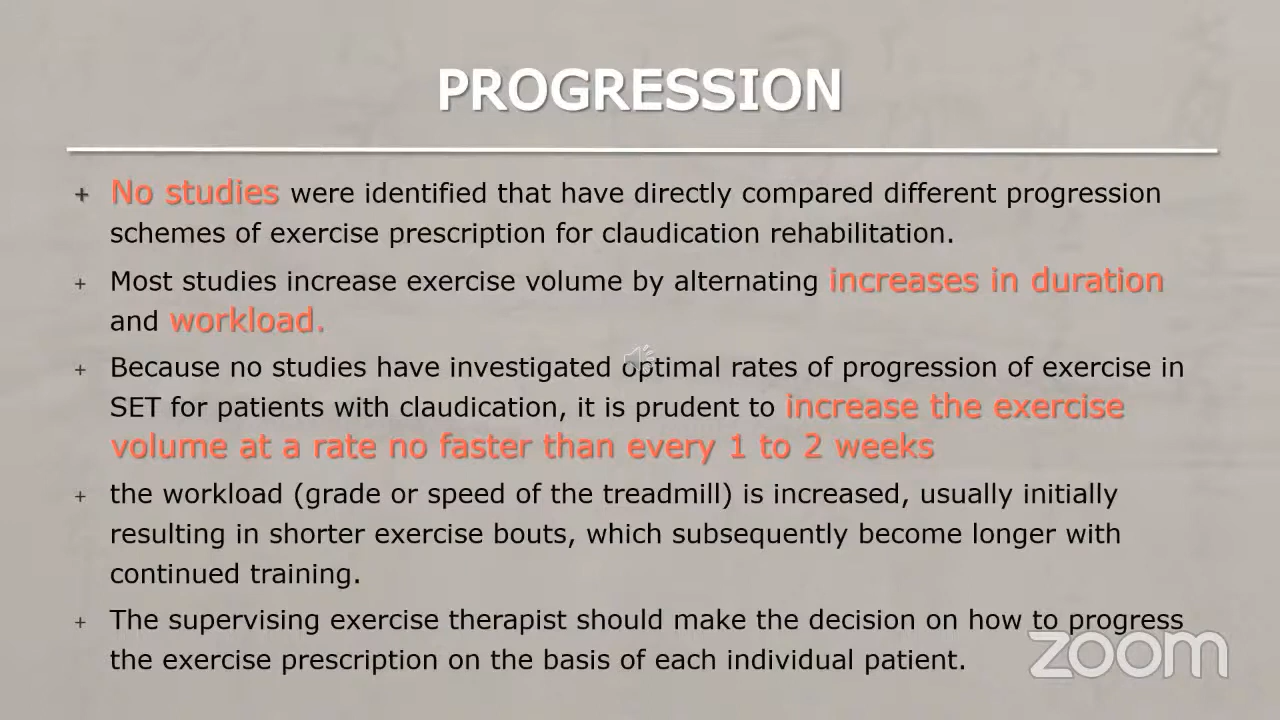 PROGRESSION
+ No studies were identified that have directly compared different progression
schemes of exercise prescription for claudication rehabilitation.
+ Most studies increase exercise volume by alternating increases in duration
and workload.
+ Because no studies have investigated optimal rates of progression of exercise in
SET for patients with claudication, it is prudent to increase the exercise
volume at a rate no faster than every 1 to 2 weeks
+ the workload (grade or speed of the treadmill) is increased, usually initially
resulting in shorter exercise bouts, which subsequently become longer with
continued training.
+ The supervising exercise therapist should make the decision on how to progress
the exercise prescription on the basis of each individual patient.
zoom